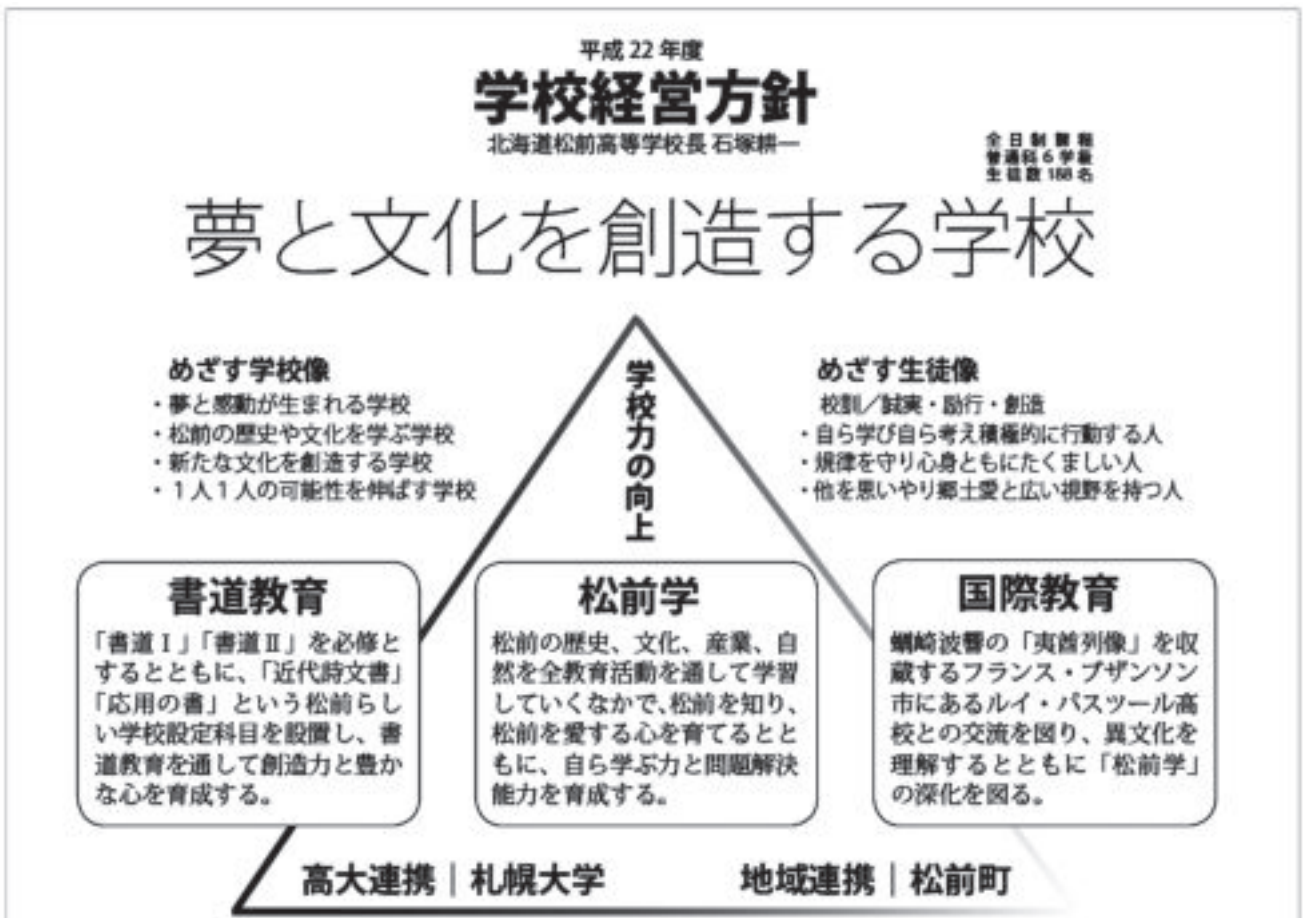 平成 22 年度
学校経営方針
北海道松前高等学校長 石塚耕一
全日制課程
普通科6学級
生徒数188名
夢と文化を創造する学校
めざす学校像
・夢と感動が生まれる学校
・松前の歴史や文化を学ぶ学校
・新たな文化を創造する学校
・１人１人の可能性を伸ばす学校
学校力の向上
めざす生徒像
校訓／誠実・励行・創造
・自ら学び自ら考え積極的に行動する人
・規律を守り心身ともにたくましい人
・他を思いやり郷土愛と広い視野を持つ人
書道教育
「書道Ⅰ」「書道Ⅱ」を必修と
するとともに、「近代詩文書」
「応用の書」という松前らし
い学校設定科目を設置し、書
道教育を通して創造力と豊か
な心を育成する。
松前学
松前の歴史、文化、産業、自
然を全教育活動を通して学習
していくなかで、松前を知り、
松前を愛する心を育てるとと
もに、自ら学ぶ力と問題解決
能力を育成する。
国際教育
蠣崎波響の「夷酋列像」を収
蔵するフランス・ブザンソン
市にあるルイ・パスツール高
校との交流を図り、異文化を
理解するとともに「松前学」
の深化を図る。
高大連携｜札幌大学
地域連携｜松前町